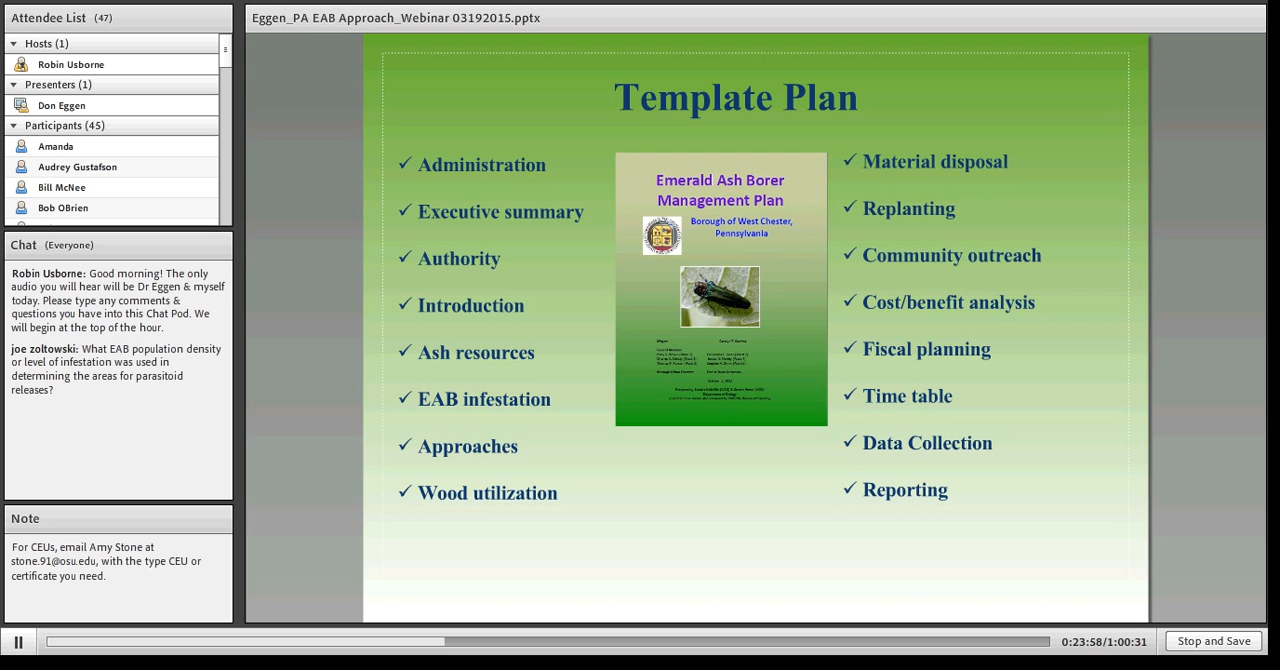 Attendee List (47)
Hosts (1)
Robin Usborne
Presenters (1)
Don Eggen
Participants (45)
Amanda
Audrey Gustafson
Bill McNee
Bob OBrien
Chat (Everyone)
Robin Usborne: Good morning! The only
audio you will hear will be Dr Eggen & myself
today. Please type any comments &
questions you have into this Chat Pod. We
will begin at the top of the hour.
joe zoltowski: What EAB population density
or level of infestation was used in
determining the areas for parasitoid
releases?
Note
For CEUs, email Amy Stone at
stone.91@osu.edu, with the type CEU or
certificate you need.
Eggen_PA EAB Approach_Webinar 03192015.pptx
Template Plan
✓ Administration
✓ Executive summary
✓ Authority
✓ Introduction
✓ Ash resources
✓ EAB infestation
✓ Approaches
✓ Wood utilization
Emerald Ash Borer
Management Plan
Borough of West Chester,
Pennsylvania
✓ Material disposal
✓ Replanting
✓ Community outreach
✓ Cost/benefit analysis
✓ Fiscal planning
✓ Time table
✓ Data Collection
✓ Reporting
0:23:58/1:00:31
Stop and Save